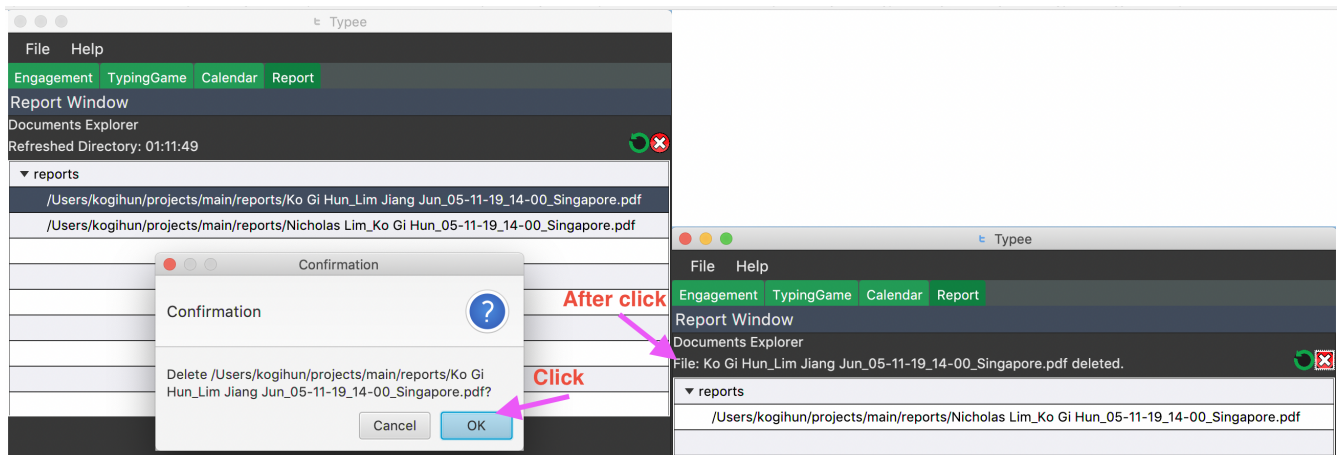 Typee
File Help
Engagement TypingGame Calendar Report
Report Window
Documents Explorer
Refreshed Directory: 01:11:49
▼ reports
/Users/kogihun/projects/main/reports/Ko Gi Hun_Lim Jiang Jun_05-11-19_14-00_Singapore.pdf
/Users/kogihun/projects/main/reports/Nicholas Lim_Ko Gi Hun_05-11-19_14-00_Singapore.pdf
Confirmation
Confirmation
?
Delete /Users/kogihun/projects/main/reports/Ko Gi
Hun_Lim Jiang Jun_05-11-19_14-00_Singapore.pdf?
Cancel OK
Click
After click
Typee
File Help
Engagement TypingGame Calendar Report
Report Window
Documents Explorer
File: Ko Gi Hun_Lim Jiang Jun_05-11-19_14-00_Singapore.pdf deleted.
▼ reports
/Users/kogihun/projects/main/reports/Nicholas Lim_Ko Gi Hun_05-11-19_14-00_Singapore.pdf